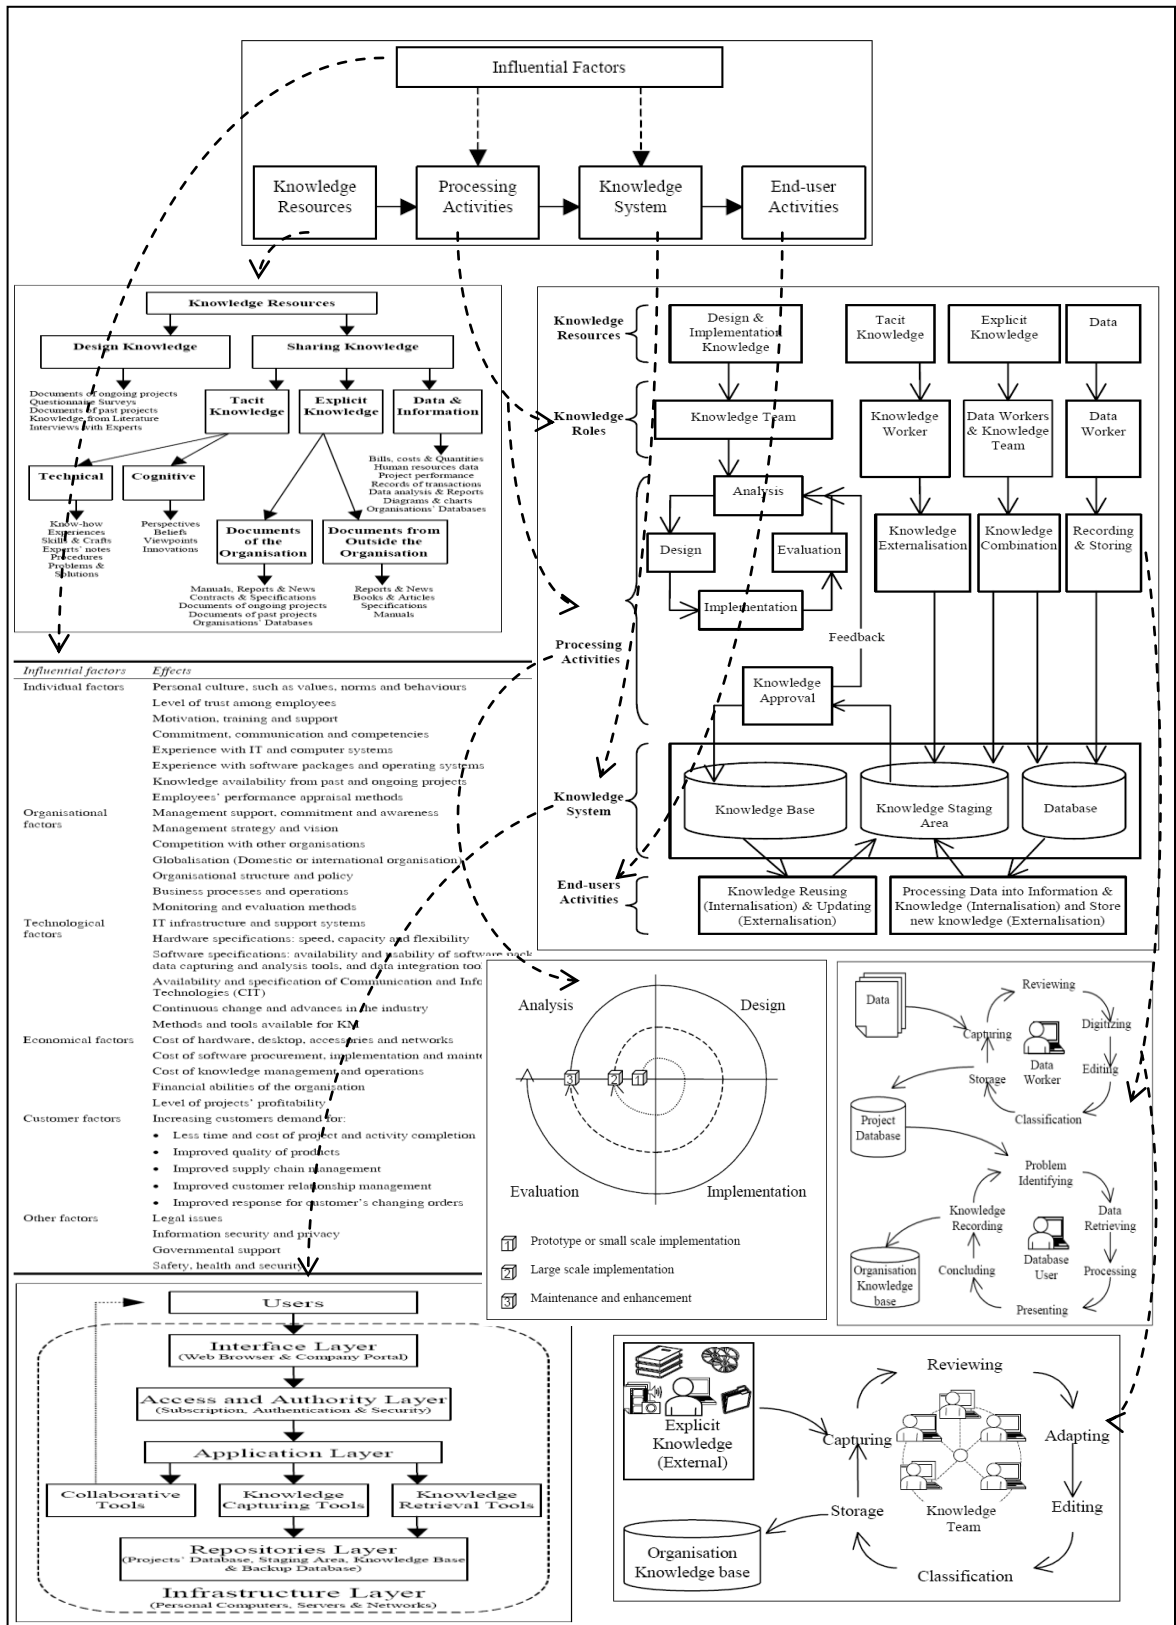 Influential Factors
Knowledge
Resources
Processing
Activities
Knowledge
System
End-user
Activities
Knowledge Resources
Design Knowledge
Sharing Knowledge
Documents of ongoing projects
Questionnaire Surveys
Documents of past projects
Knowledge from Literature
Interviews with Experts
Tacit
Knowledge
Explicit
Knowledge
Data &
Information
Technical
Cognitive
Bills, costs & Quantities
Human resources data
Project performance
Records of transactions
Data analysis & Reports
Diagrams & charts
Organisations' Databases
Know-how
Experiences
Skills & Crafts
Experts' notes
Procedures
Problems &
Solutions
Perspectives
Beliefs
Viewpoints
Innovations
Documents
of the
Organisation
Documents from
Outside the
Organisation
Manuals, Reports & News
Contracts & Specifications
Documents of ongoing projects
Documents of past projects
Organisations' Databases
Reports & News
Books & Articles
Specifications
Manuals
Knowledge
Resources
Design &
Implementation
Knowledge
Tacit
Knowledge
Explicit
Knowledge
Data
Knowledge
Roles
Knowledge Team
Knowledge
Worker
Data Workers
& Knowledge
Team
Data
Worker
Analysis
Design
Evaluation
Implementation
Knowledge
Externalisation
Knowledge
Combination
Recording
& Storing
Feedback
Processing
Activities
Knowledge
Approval
Knowledge
System
Knowledge Base
Knowledge Staging
Area
Database
End-users
Activities
Knowledge Reusing
(Internalisation) & Updating
(Externalisation)
Processing Data into Information &
Knowledge (Internalisation) and Store
new knowledge (Externalisation)
Influential factors Effects
Individual factors Personal culture, such as values, norms and behaviours
Level of trust among employees
Motivation, training and support
Commitment, communication and competencies
Experience with IT and computer systems
Experience with software packages and operating systems
Knowledge availability from past and ongoing projects
Employees' performance appraisal methods
Organisational
factors
Management support, commitment and awareness
Management strategy and vision
Competition with other organisations
Globalisation (Domestic or international organisation)
Organisational structure and policy
Business processes and operations
Monitoring and evaluation methods
Technological
factors
IT infrastructure and support systems
Hardware specifications: speed, capacity and flexibility
Software specifications: availability and usability of software pack
data capturing and analysis tools, and data integration too
Availability and specification of Communication and Info
Technologies (CIT)
Continuous change and advances in the industry
Methods and tools available for KM
Economical factors Cost of hardware, desktop, accessories and networks
Cost of software procurement, implementation and mainte
Cost of knowledge management and operations
Financial abilities of the organisation
Level of projects' profitability
Customer factors Increasing customers demand for:
• Less time and cost of project and activity completion
• Improved quality of products
• Improved supply chain management
• Improved customer relationship management
• Improved response for customer's changing orders
Other factors Legal issues
Information security and privacy
Governmental support
Safety, health and security
Analysis
Design
3
2
1
Evaluation
Implementation
1 Prototype or small scale implementation
2 Large scale implementation
3 Maintenance and enhancement
Data
Reviewing
Capturing
Digitizing
Data
Worker
Editing
Storage
Classification
Project
Database
Problem
Identifying
Knowledge
Recording
Data
Retrieving
Database
User
Organisation
Knowledge
base
Concluding
Processing
Presenting
Users
Interface Layer
(Web Browser & Company Portal)
Access and Authority Layer
(Subscription, Authentication & Security)
Application Layer
Collaborative
Tools
Knowledge
Capturing Tools
Knowledge
Retrieval Tools
Repositories Layer
(Projects' Database, Staging Area, Knowledge Base
& Backup Database)
Infrastructure Layer
(Personal Computers, Servers & Networks)
Explicit
Knowledge
(External)
Reviewing
Capturing
Adapting
Storage
Knowledge
Team
Editing
Classification
Organisation
Knowledge base